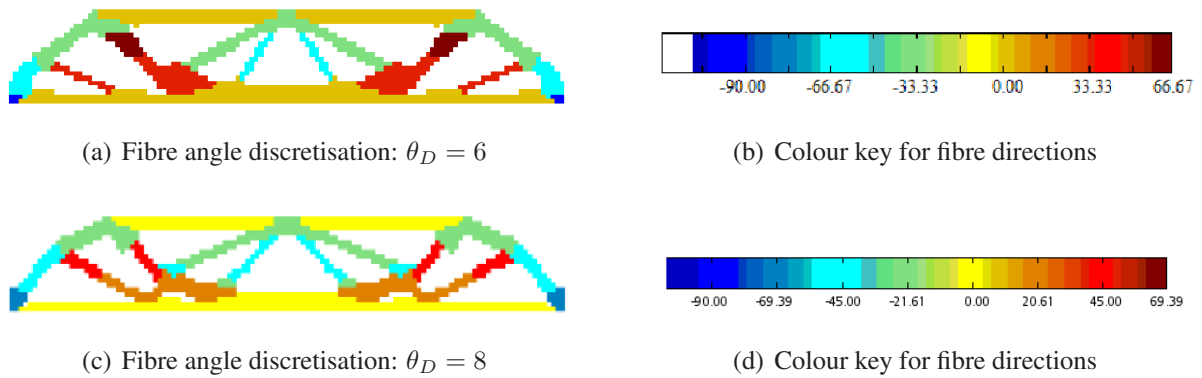 -90.00 -66.67 -33.33 0.00 33.33 66.67
(a) Fibre angle discretisation: θ_D = 6
(b) Colour key for fibre directions
-90.00 -69.39 -45.00 -21.61 0.00 20.61 45.00 69.39
(c) Fibre angle discretisation: θ_D = 8
(d) Colour key for fibre directions